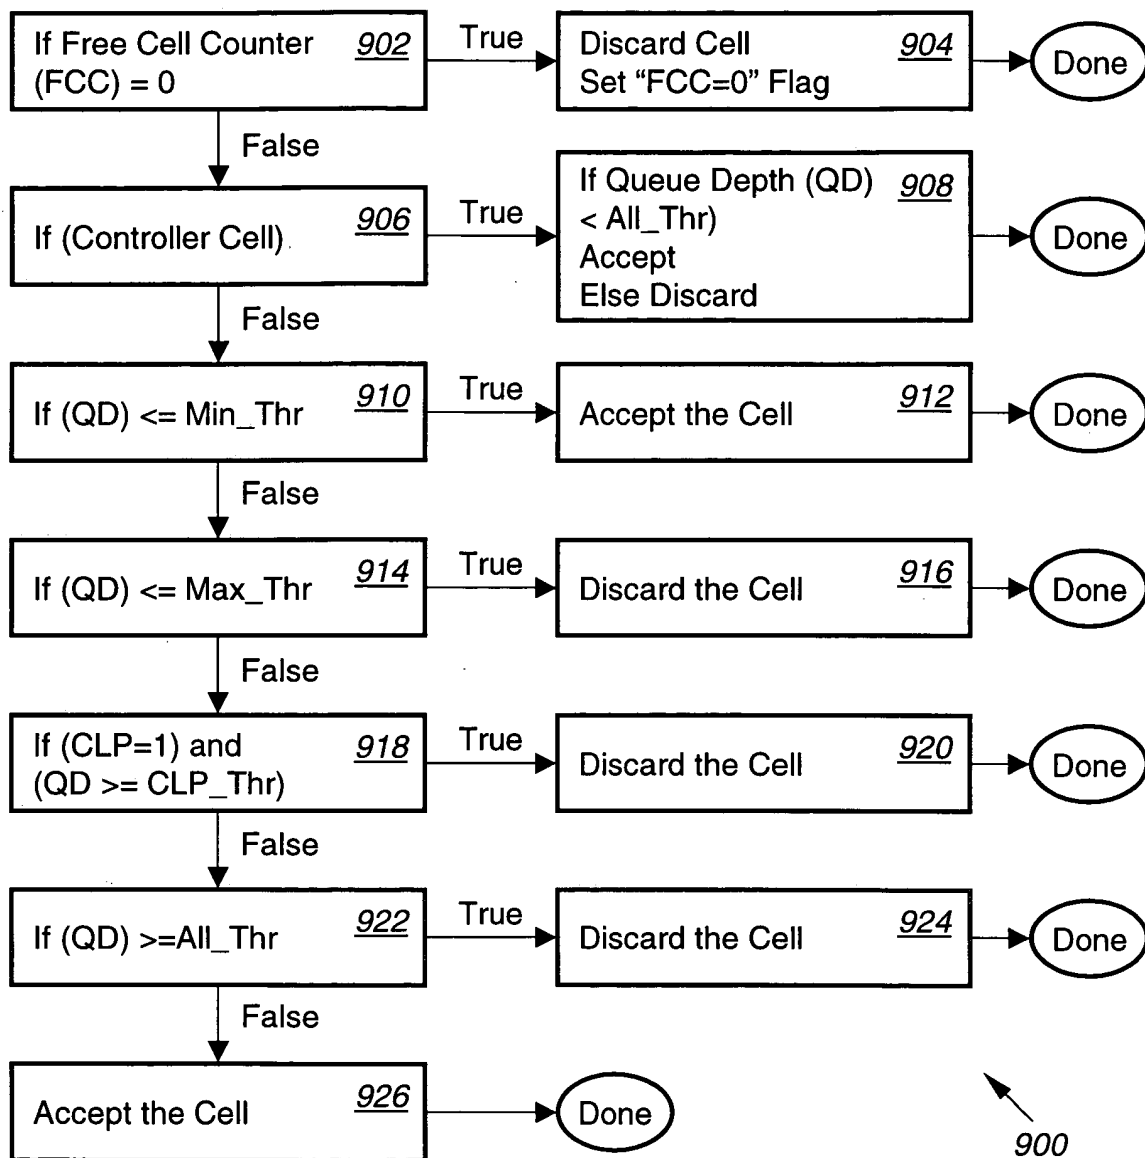 If Free Cell Counter
(FCC) = 0
902
True
Discard Cell
Set “FCC=0” Flag
904
Done
False
If (Controller Cell)
906
True
If Queue Depth (QD)
< All_Thr)
Accept
Else Discard
908
Done
False
If (QD) <= Min_Thr
910
True
Accept the Cell
912
Done
False
If (QD) <= Max_Thr
914
True
Discard the Cell
916
Done
False
If (CLP=1) and
(QD >= CLP_Thr)
918
True
Discard the Cell
920
Done
False
If (QD) >=All_Thr
922
True
Discard the Cell
924
Done
False
Accept the Cell
926
Done
900